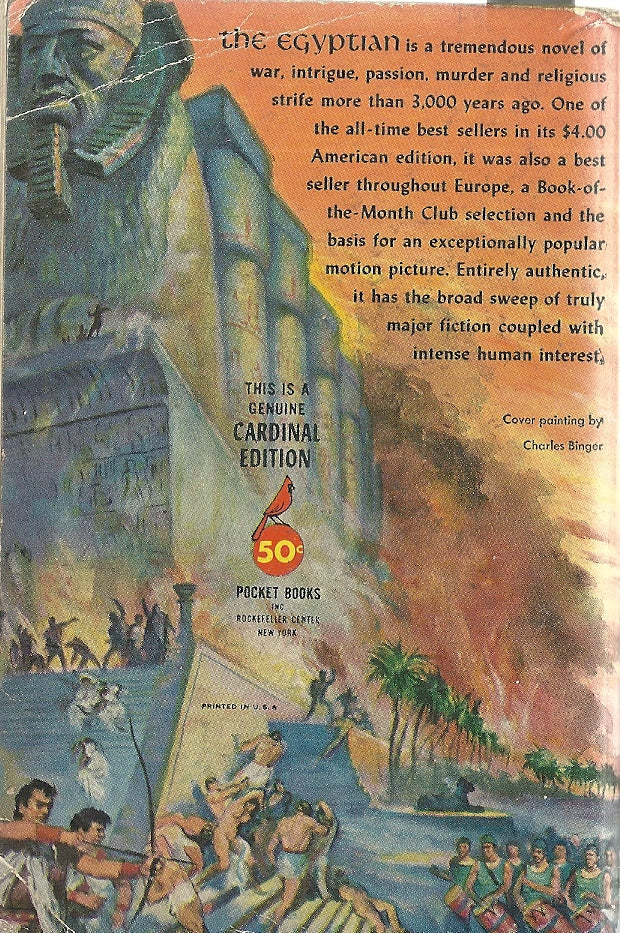 the EGYPTIAN is a tremendous novel of
war, intrigue, passion, murder and religious
strife more than 3,000 years ago. One of
the all-time best sellers in its $4.00
American edition, it was also a best
seller throughout Europe, a Book-of-
the-Month Club selection and the
basis for an exceptionally popular
motion picture. Entirely authentic,
it has the broad sweep of truly
major fiction coupled with
intense human interest.
Cover painting by
Charles Binger
THIS IS A
GENUINE
CARDINAL
EDITION
50¢
POCKET BOOKS
INC
ROCKEFELLER CENTER
NEW YORK
PRINTED IN U.S.A